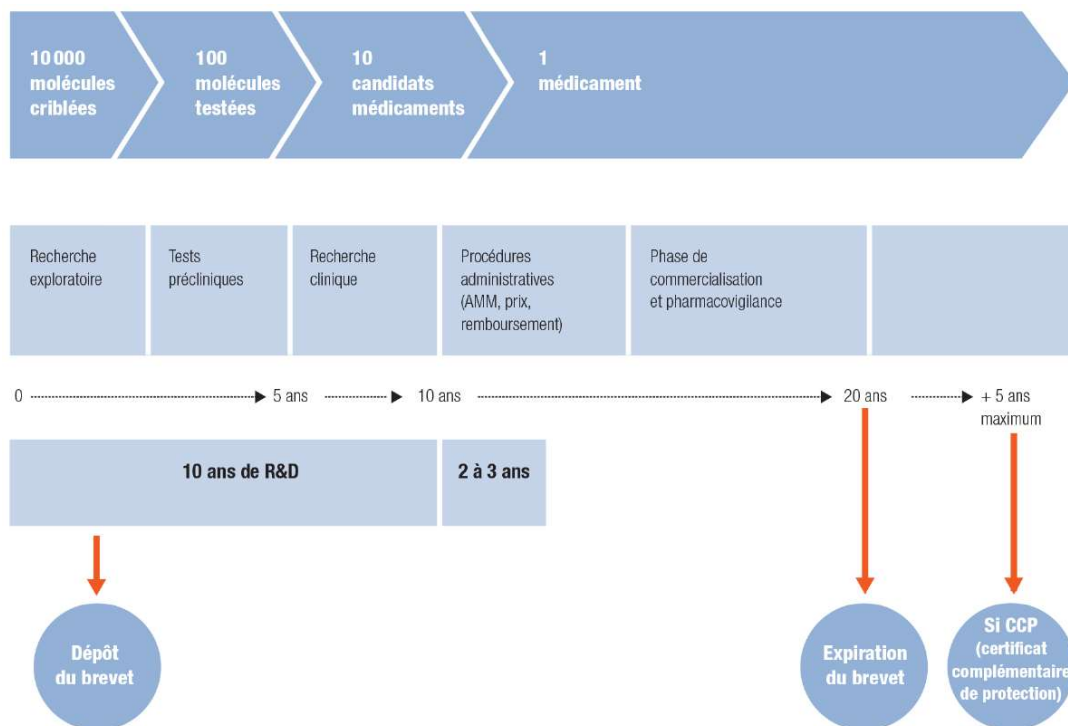 10 000
molécules
criblées
100
molécules
testées
10
candidats
médicaments
1
médicament
Recherche
exploratoire
Tests
précliniques
Recherche
clinique
Procédures
administratives
(AMM, prix,
remboursement)
Phase de
commercialisation
et pharmacovigilance
0
5 ans
10 ans
20 ans
+ 5 ans
maximum
10 ans de R&D
2 à 3 ans
Dépôt
du brevet
Expiration
du brevet
Si CCP
(certificat
complémentaire
de protection)